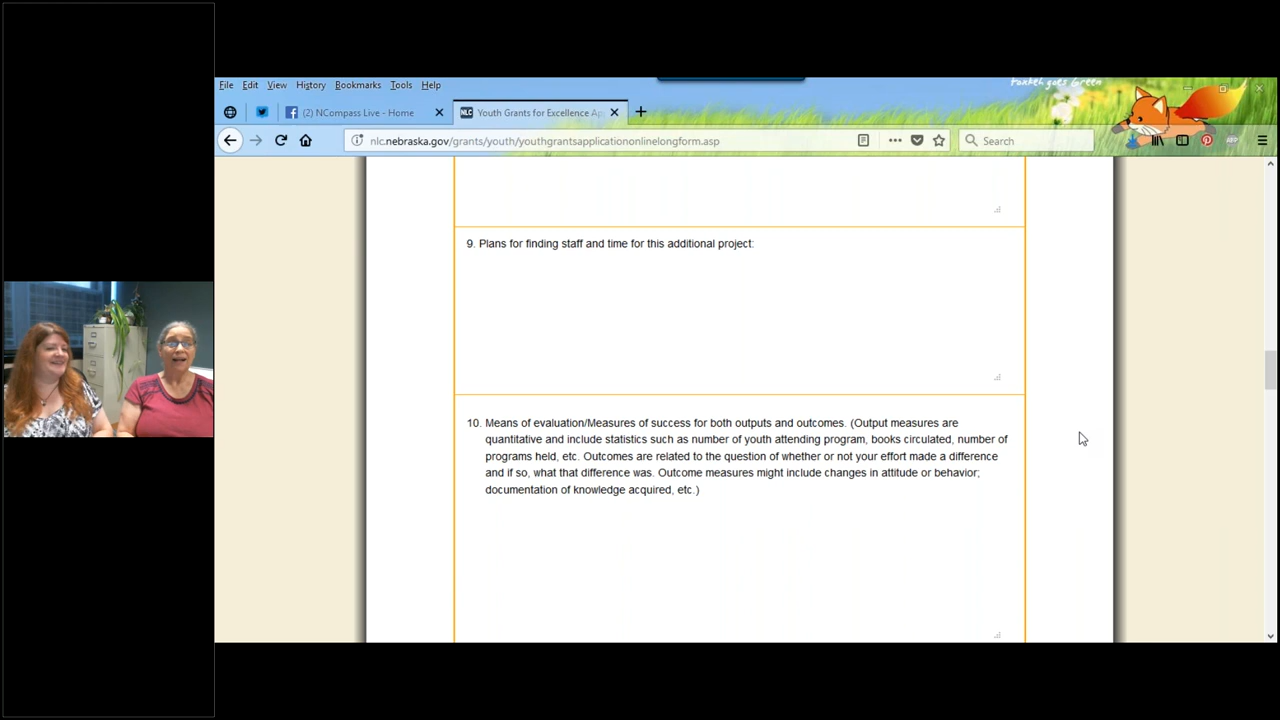 Foxkeh goes Green
File Edit View History Bookmarks Tools Help
(2) NCompass Live - Home
NLC Youth Grants for Excellence Ap
nlc.nebraska.gov/grants/youth/youthgrantsapplicationonlinelongform.asp
Search
9. Plans for finding staff and time for this additional project:
10. Means of evaluation/Measures of success for both outputs and outcomes. (Output measures are
quantitative and include statistics such as number of youth attending program, books circulated, number of
programs held, etc. Outcomes are related to the question of whether or not your effort made a difference
and if so, what that difference was. Outcome measures might include changes in attitude or behavior;
documentation of knowledge acquired, etc.)